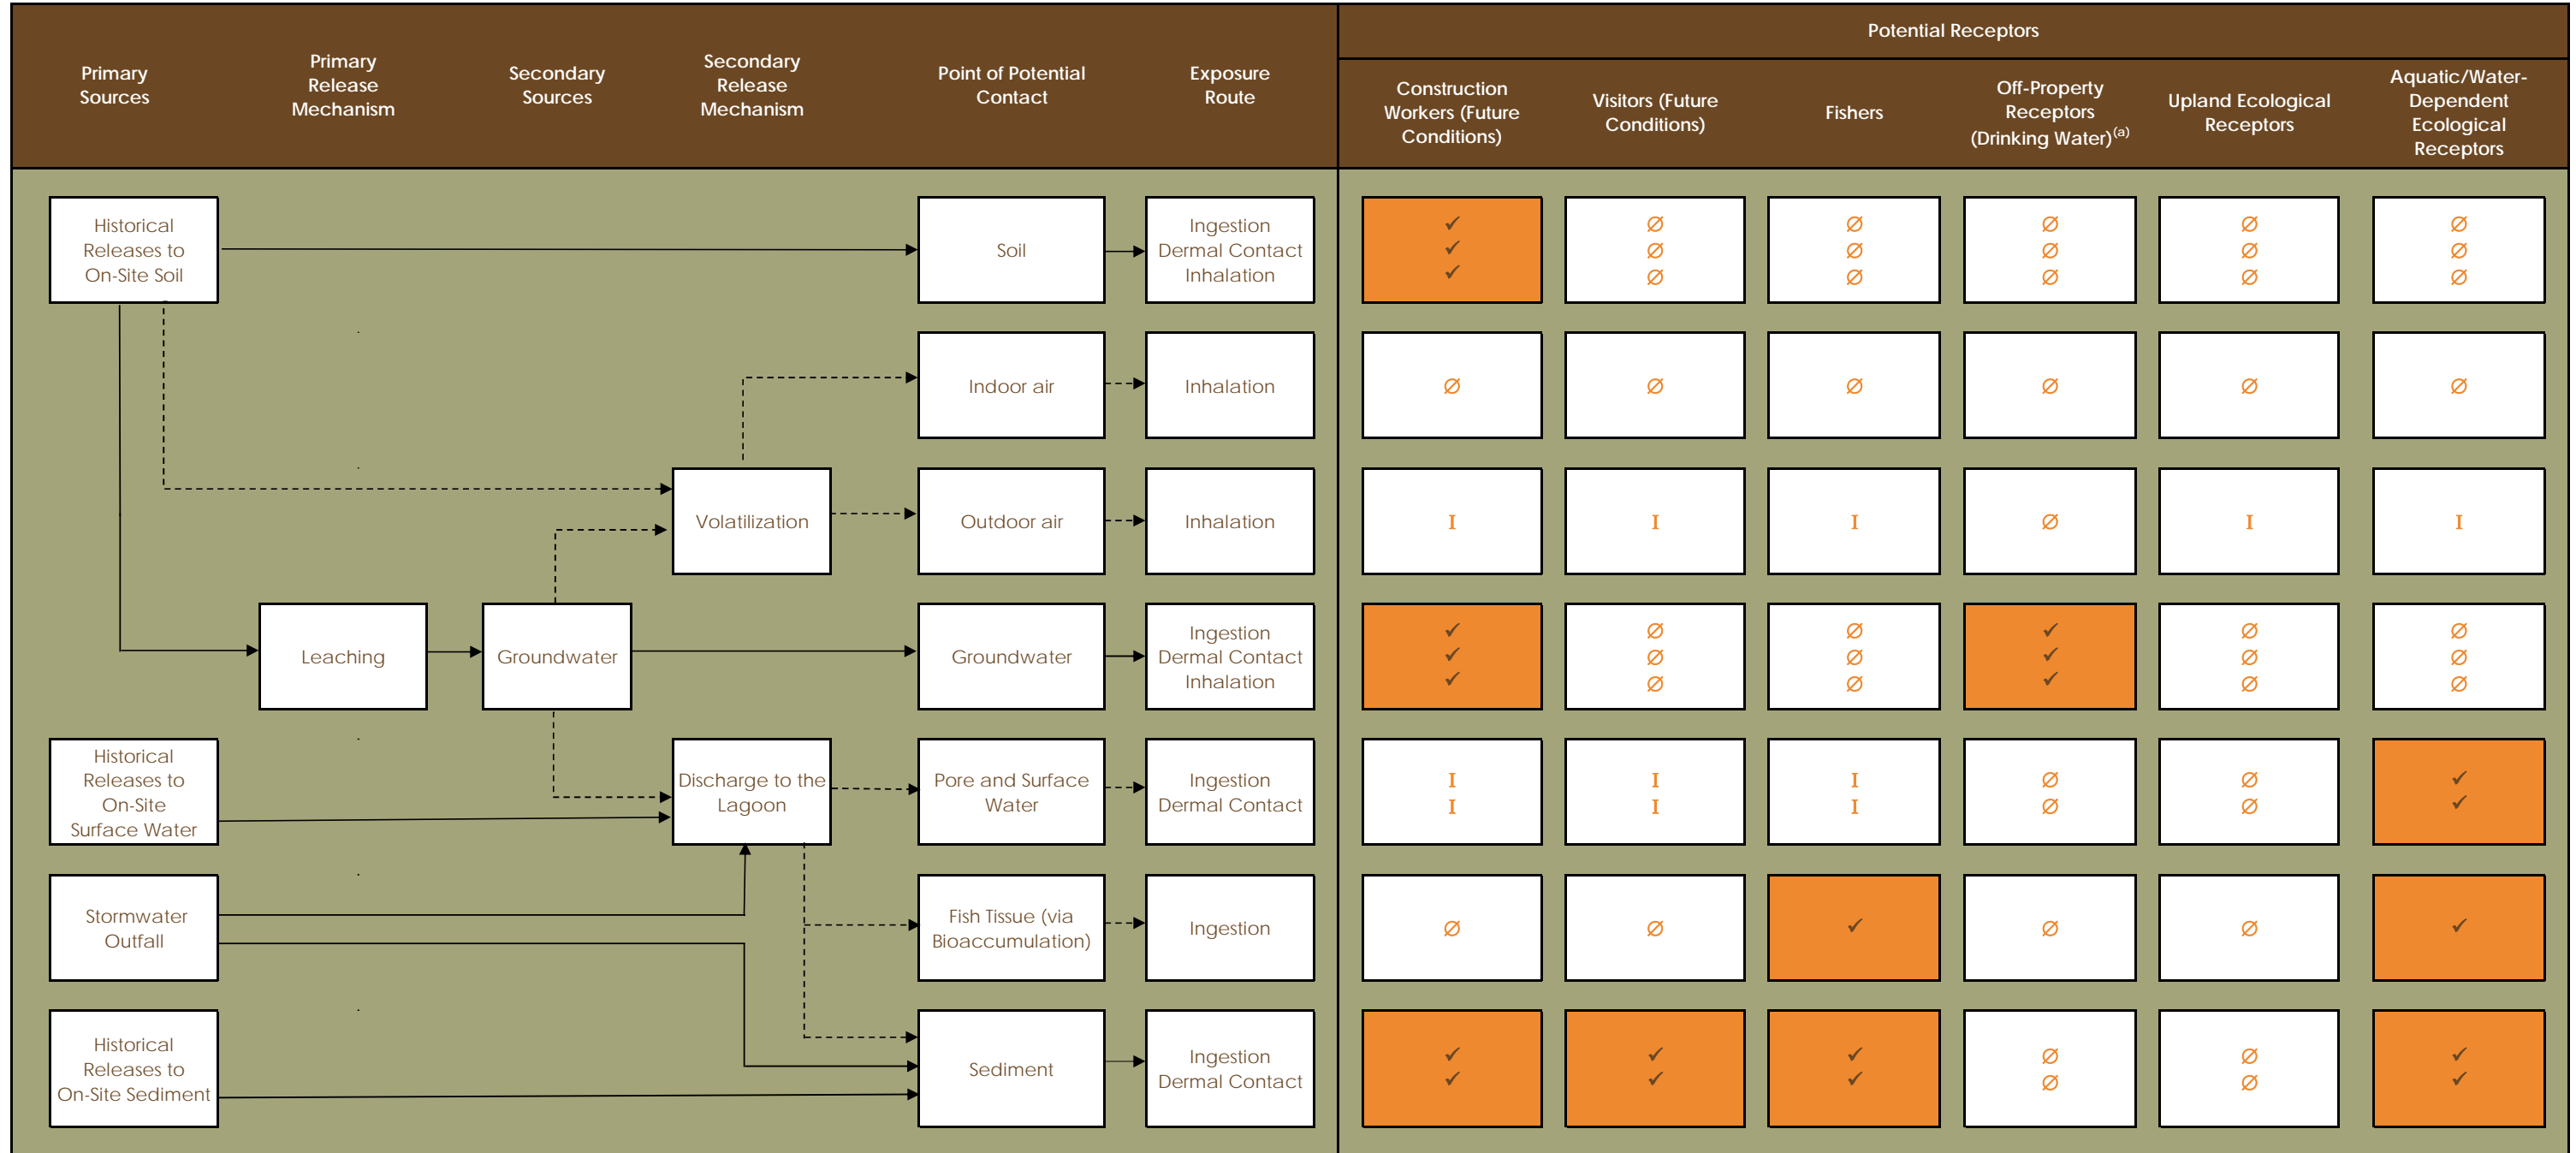 Potential Receptors
Primary
Sources
Primary
Release
Mechanism
Secondary
Sources
Secondary
Release
Mechanism
Point of Potential
Contact
Exposure
Route
Construction
Workers (Future
Conditions)
Visitors (Future
Conditions)
Fishers
Off-Property
Receptors
(Drinking Water)(a)
Upland Ecological
Receptors
Aquatic/Water-
Dependent
Ecological
Receptors
Historical
Releases to
On-Site Soil
Soil
Ingestion
Dermal Contact
Inhalation
✓ ∅ ∅ ∅ ∅ ∅
✓ ∅ ∅ ∅ ∅ ∅
✓ ∅ ∅ ∅ ∅ ∅
Indoor air
Inhalation
∅ ∅ ∅ ∅ ∅ ∅
Volatilization
Outdoor air
Inhalation
I I I ∅ I I
Leaching
Groundwater
Groundwater
Ingestion
Dermal Contact
Inhalation
✓ ∅ ∅ ✓ ∅ ∅
✓ ∅ ∅ ✓ ∅ ∅
✓ ∅ ∅ ✓ ∅ ∅
Historical
Releases to
On-Site
Surface Water
Discharge to the
Lagoon
Pore and Surface
Water
Ingestion
Dermal Contact
I I I ∅ ∅ ✓
I I I ∅ ∅ ✓
Stormwater
Outfall
Fish Tissue (via
Bioaccumulation)
Ingestion
∅ ∅ ✓ ∅ ∅ ✓
Historical
Releases to
On-Site Sediment
Sediment
Ingestion
Dermal Contact
✓ ✓ ✓ ∅ ∅ ✓
✓ ✓ ✓ ∅ ∅ ✓